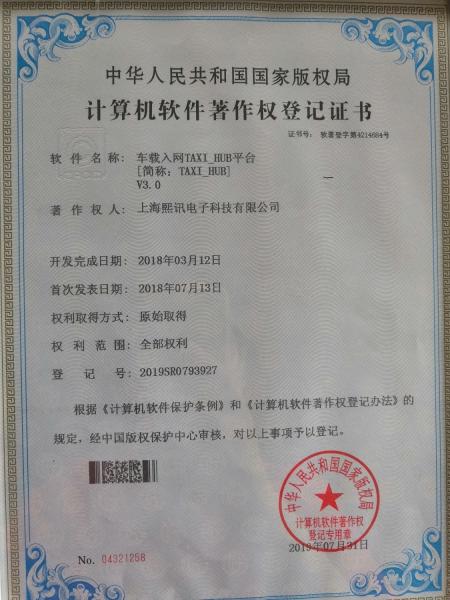 中华人民共和国国家版权局
计算机软件著作权登记证书
证书号： 软著登字第4214684号
软件名称： 车载入网TAXI_HUB平台
[简称：TAXI_HUB]
V3.0
著作权人： 上海熙讯电子科技有限公司
开发完成日期： 2018年03月12日
首次发表日期： 2018年07月13日
权利取得方式： 原始取得
权利范围： 全部权利
登记号： 2019SR0793927
根据《计算机软件保护条例》和《计算机软件著作权登记办法》的
规定，经中国版权保护中心审核，对以上事项予以登记。
中华人民共和国国家版权局
计算机软件著作权
登记专用章
2019年07月31日
No. 04321258